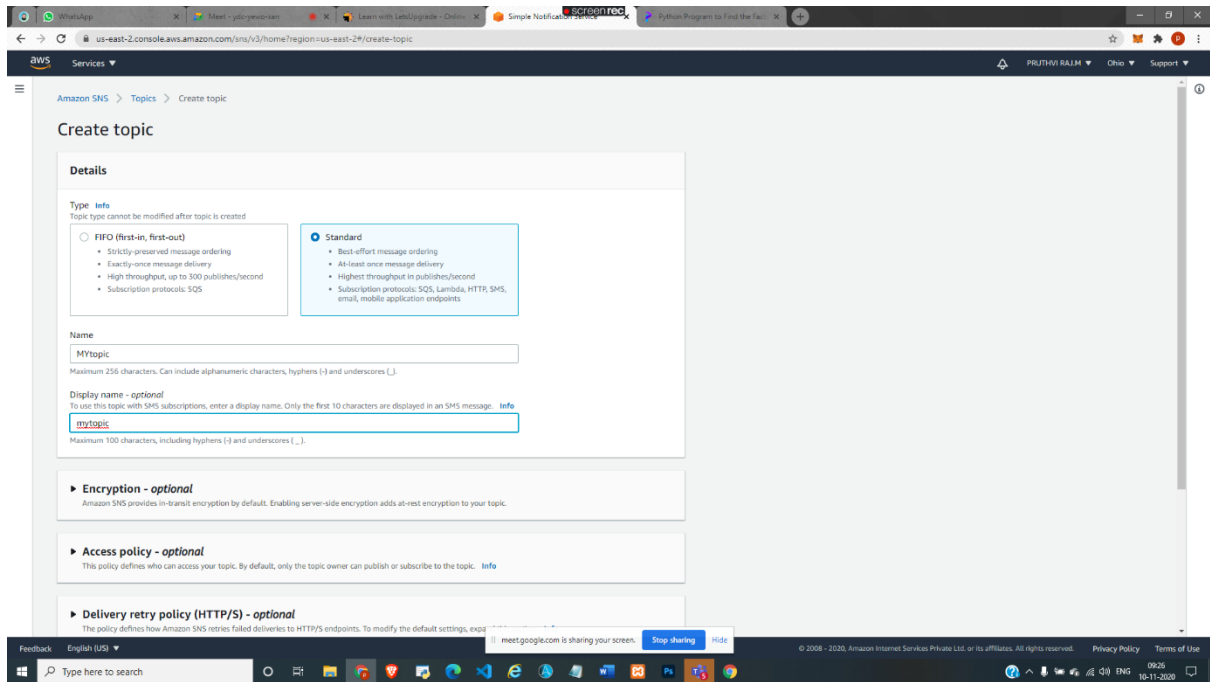 WhatsApp
Meet - ydo-yewo-san
Learn with LetsUpgrade - Online
Simple Notification Service
screenrec
Python Program to Find the Fact
us-east-2.console.aws.amazon.com/sns/v3/home?region=us-east-2#/create-topic
P
aws
Services
PRUTHVI RAJ.M
Ohio
Support
Amazon SNS > Topics > Create topic
Create topic
Details
Type Info
Topic type cannot be modified after topic is created
FIFO (first-in, first-out)
• Strictly-preserved message ordering
• Exactly-once message delivery
• High throughput, up to 300 publishes/second
• Subscription protocols: SQS
Standard
• Best-effort message ordering
• At-least once message delivery
• Highest throughput in publishes/second
• Subscription protocols: SQS, Lambda, HTTP, SMS,
email, mobile application endpoints
Name
MYtopic
Maximum 256 characters. Can include alphanumeric characters, hyphens (-) and underscores (_).
Display name - optional
To use this topic with SMS subscriptions, enter a display name. Only the first 10 characters are displayed in an SMS message. Info
mytopic
Maximum 100 characters, including hyphens (-) and underscores (_).
Encryption - optional
Amazon SNS provides in-transit encryption by default. Enabling server-side encryption adds at-rest encryption to your topic.
Access policy - optional
This policy defines who can access your topic. By default, only the topic owner can publish or subscribe to the topic. Info
Delivery retry policy (HTTP/S) - optional
The policy defines how Amazon SNS retries failed deliveries to HTTP/S endpoints. To modify the default settings, expa
meet.google.com is sharing your screen. Stop sharing Hide
Feedback English (US)
© 2008 - 2020, Amazon Internet Services Private Ltd. or its affiliates. All rights reserved. Privacy Policy Terms of Use
Type here to search
ENG
09:26
10-11-2020